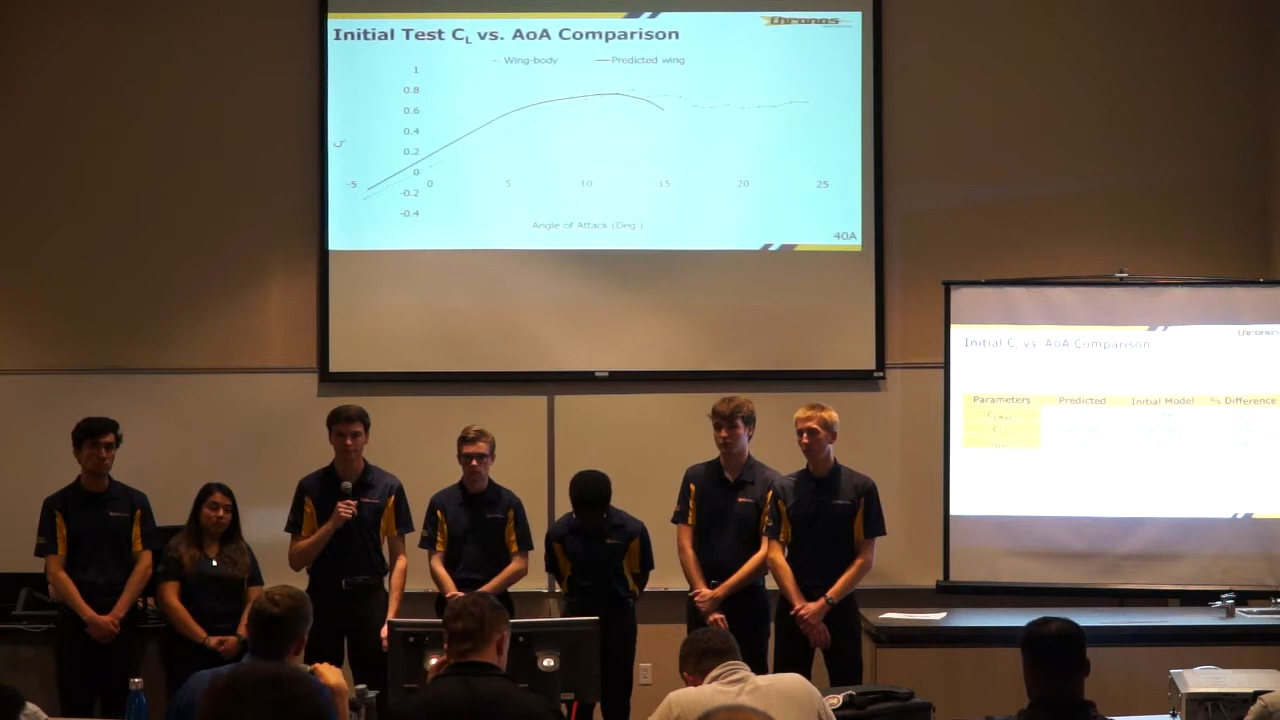 Chronos
Initial Test CL vs. AoA Comparison
Wing-body
Predicted wing
1
0.8
0.6
0.4
0.2
0
-0.2
-0.4
-5 0 5 10 15 20 25
Angle of Attack (Deg.)
40A
Chronos
Initial C vs. AoA Comparison
Parameters Predicted Initial Model % Difference